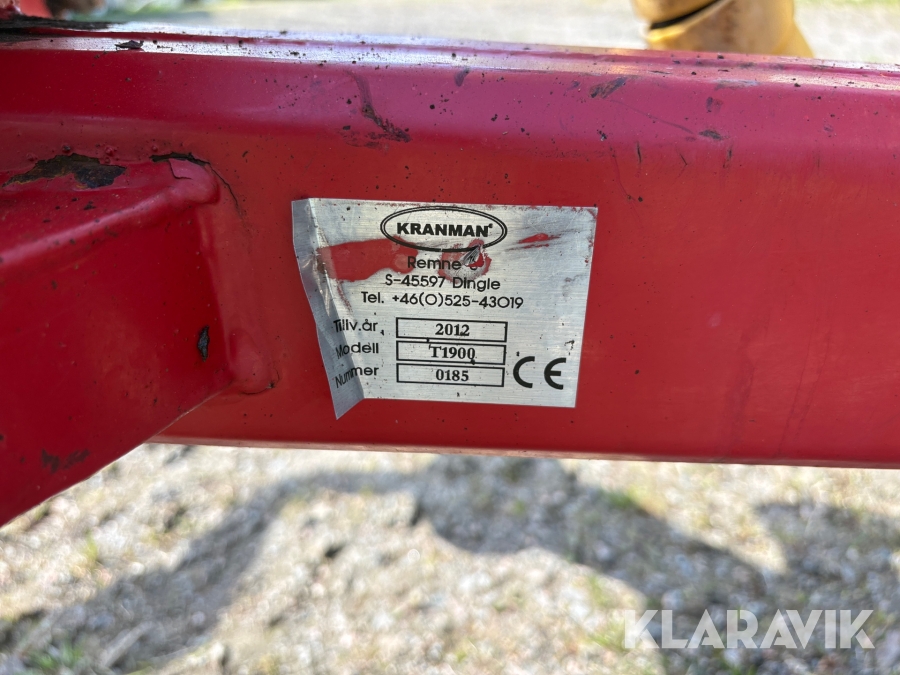 KRANMAN®
Remne
S-45597 Dingle
Tel. +46(0)525-43019
Tillv.år 2012
Modell T1900
Nummer 0185
CE
KLARAVIK